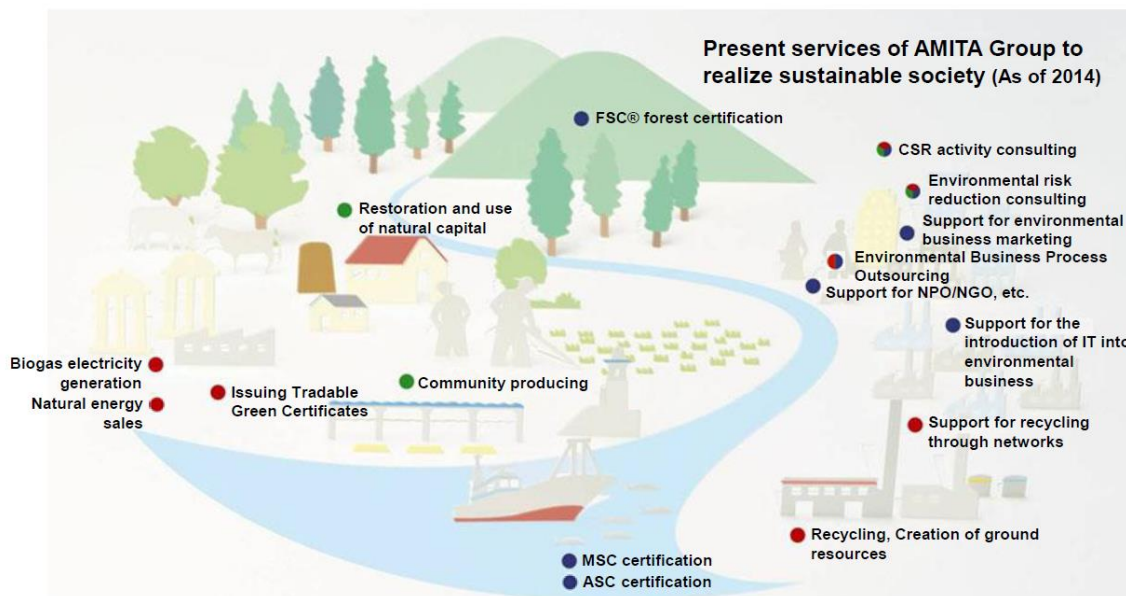 Present services of AMITA Group to
realize sustainable society (As of 2014)
FSC® forest certification
CSR activity consulting
Environmental risk
reduction consulting
Restoration and use
of natural capital
Support for environmental
business marketing
Environmental Business Process
Outsourcing
Support for NPO/NGO, etc.
Support for the
introduction of IT into
environmental
business
Biogas electricity
generation
Natural energy
sales
Issuing Tradable
Green Certificates
Community producing
Support for recycling
through networks
Recycling, Creation of ground
resources
MSC certification
ASC certification